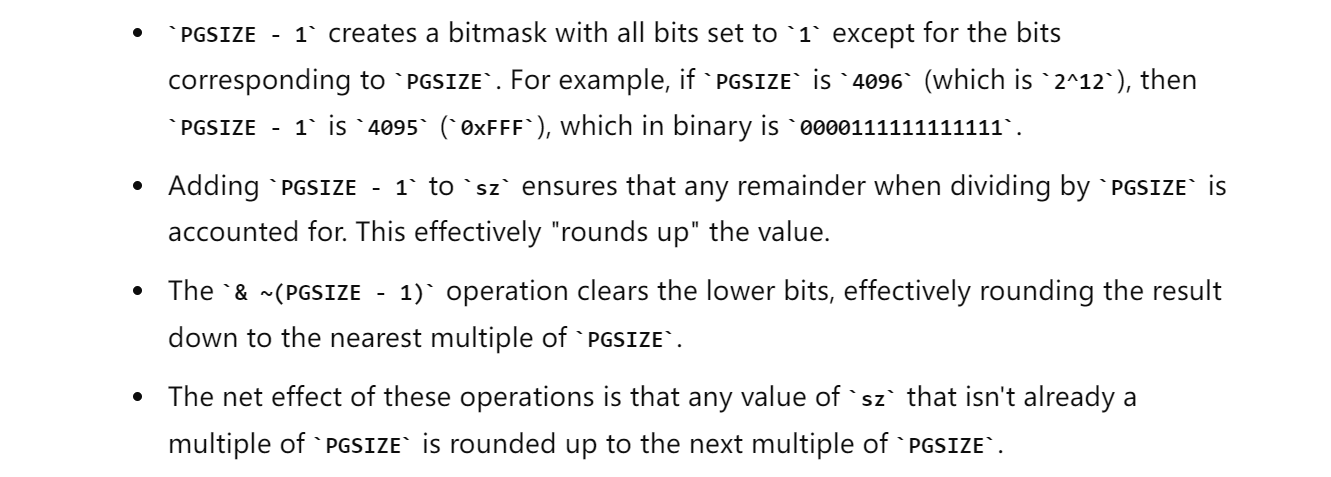 • `PGSIZE - 1` creates a bitmask with all bits set to `1` except for the bits
corresponding to `PGSIZE`. For example, if `PGSIZE` is `4096` (which is `2^12`), then
`PGSIZE - 1` is `4095` (`0xFFF`), which in binary is `0000111111111111`.
• Adding `PGSIZE - 1` to `sz` ensures that any remainder when dividing by `PGSIZE` is
accounted for. This effectively "rounds up" the value.
• The `& ~(PGSIZE - 1)` operation clears the lower bits, effectively rounding the result
down to the nearest multiple of `PGSIZE`.
• The net effect of these operations is that any value of `sz` that isn't already a
multiple of `PGSIZE` is rounded up to the next multiple of `PGSIZE`.